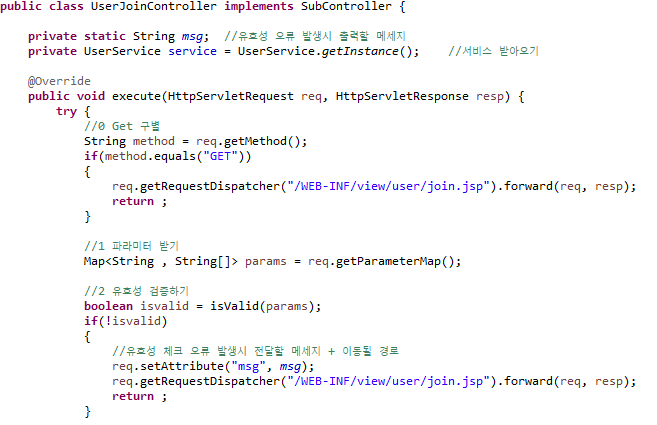 public class UserJoinController implements SubController {
private static String msg; //유효성 오류 발생시 출력할 메세지
private UserService service = UserService.getInstance(); //서비스 받아오기
@Override
public void execute(HttpServletRequest req, HttpServletResponse resp) {
try {
//0 Get 구별
String method = req.getMethod();
if(method.equals("GET"))
{
req.getRequestDispatcher("/WEB-INF/view/user/join.jsp").forward(req, resp);
return ;
}
//1 파라미터 받기
Map<String , String[]> params = req.getParameterMap();
//2 유효성 검증하기
boolean isvalid = isValid(params);
if(!isvalid)
{
//유효성 체크 오류 발생시 전달할 메세지 + 이동될 경로
req.setAttribute("msg", msg);
req.getRequestDispatcher("/WEB-INF/view/user/join.jsp").forward(req, resp);
return ;
}